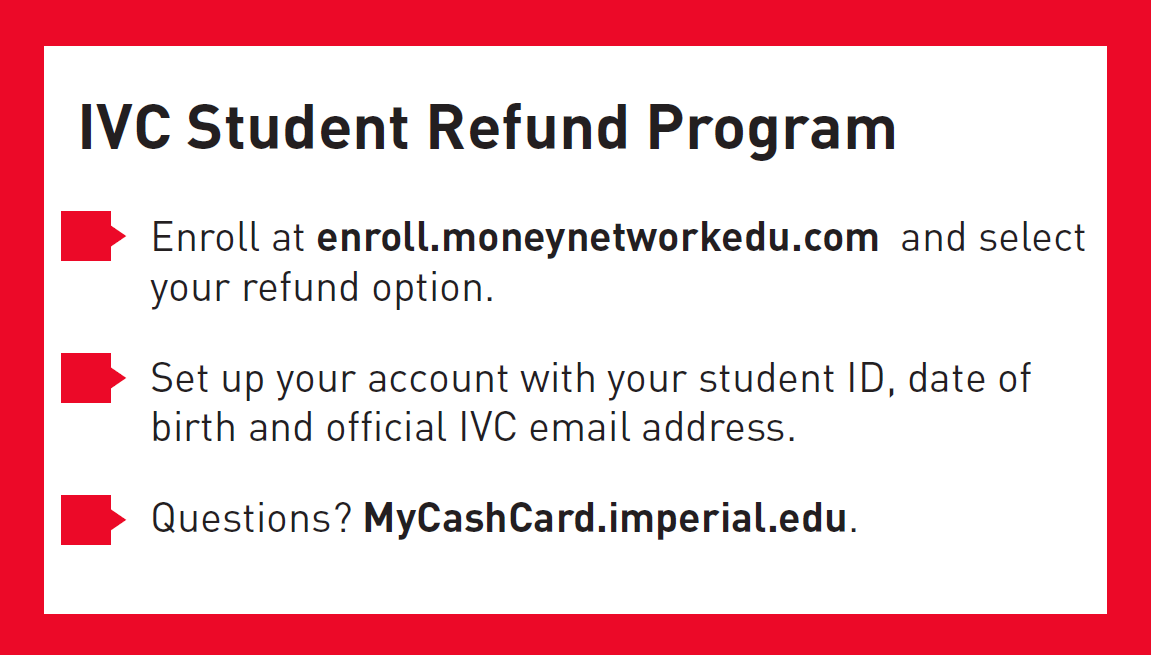 IVC Student Refund Program
Enroll at enroll.moneynetworkedu.com and select
your refund option.
Set up your account with your student ID, date of
birth and official IVC email address.
Questions? MyCashCard.imperial.edu.